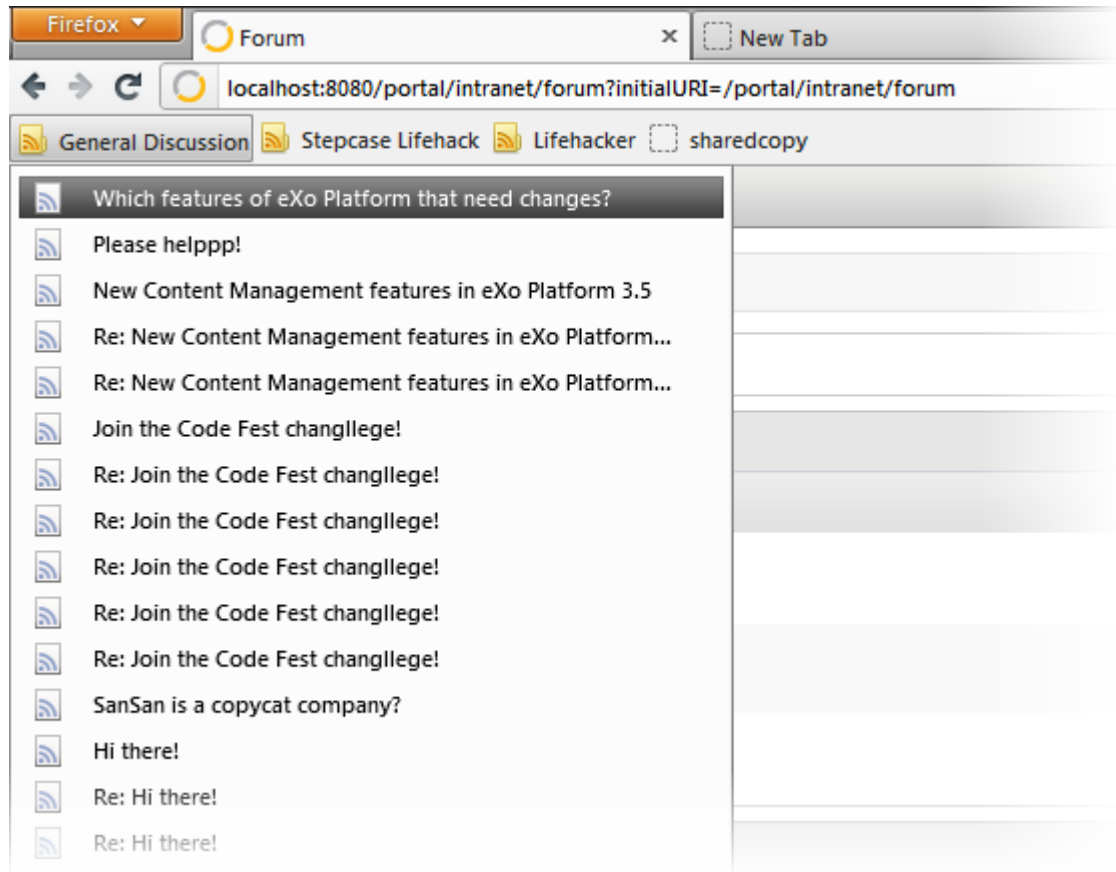 Firefox
Forum
New Tab
localhost:8080/portal/intranet/forum?initialURI=/portal/intranet/forum
General Discussion Stepcase Lifehack Lifehacker sharedcopy
Which features of eXo Platform that need changes?
Please helppp!
New Content Management features in eXo Platform 3.5
Re: New Content Management features in eXo Platform...
Re: New Content Management features in eXo Platform...
Join the Code Fest changllege!
Re: Join the Code Fest changllege!
Re: Join the Code Fest changllege!
Re: Join the Code Fest changllege!
Re: Join the Code Fest changllege!
Re: Join the Code Fest changllege!
SanSan is a copycat company?
Hi there!
Re: Hi there!
Re: Hi there!